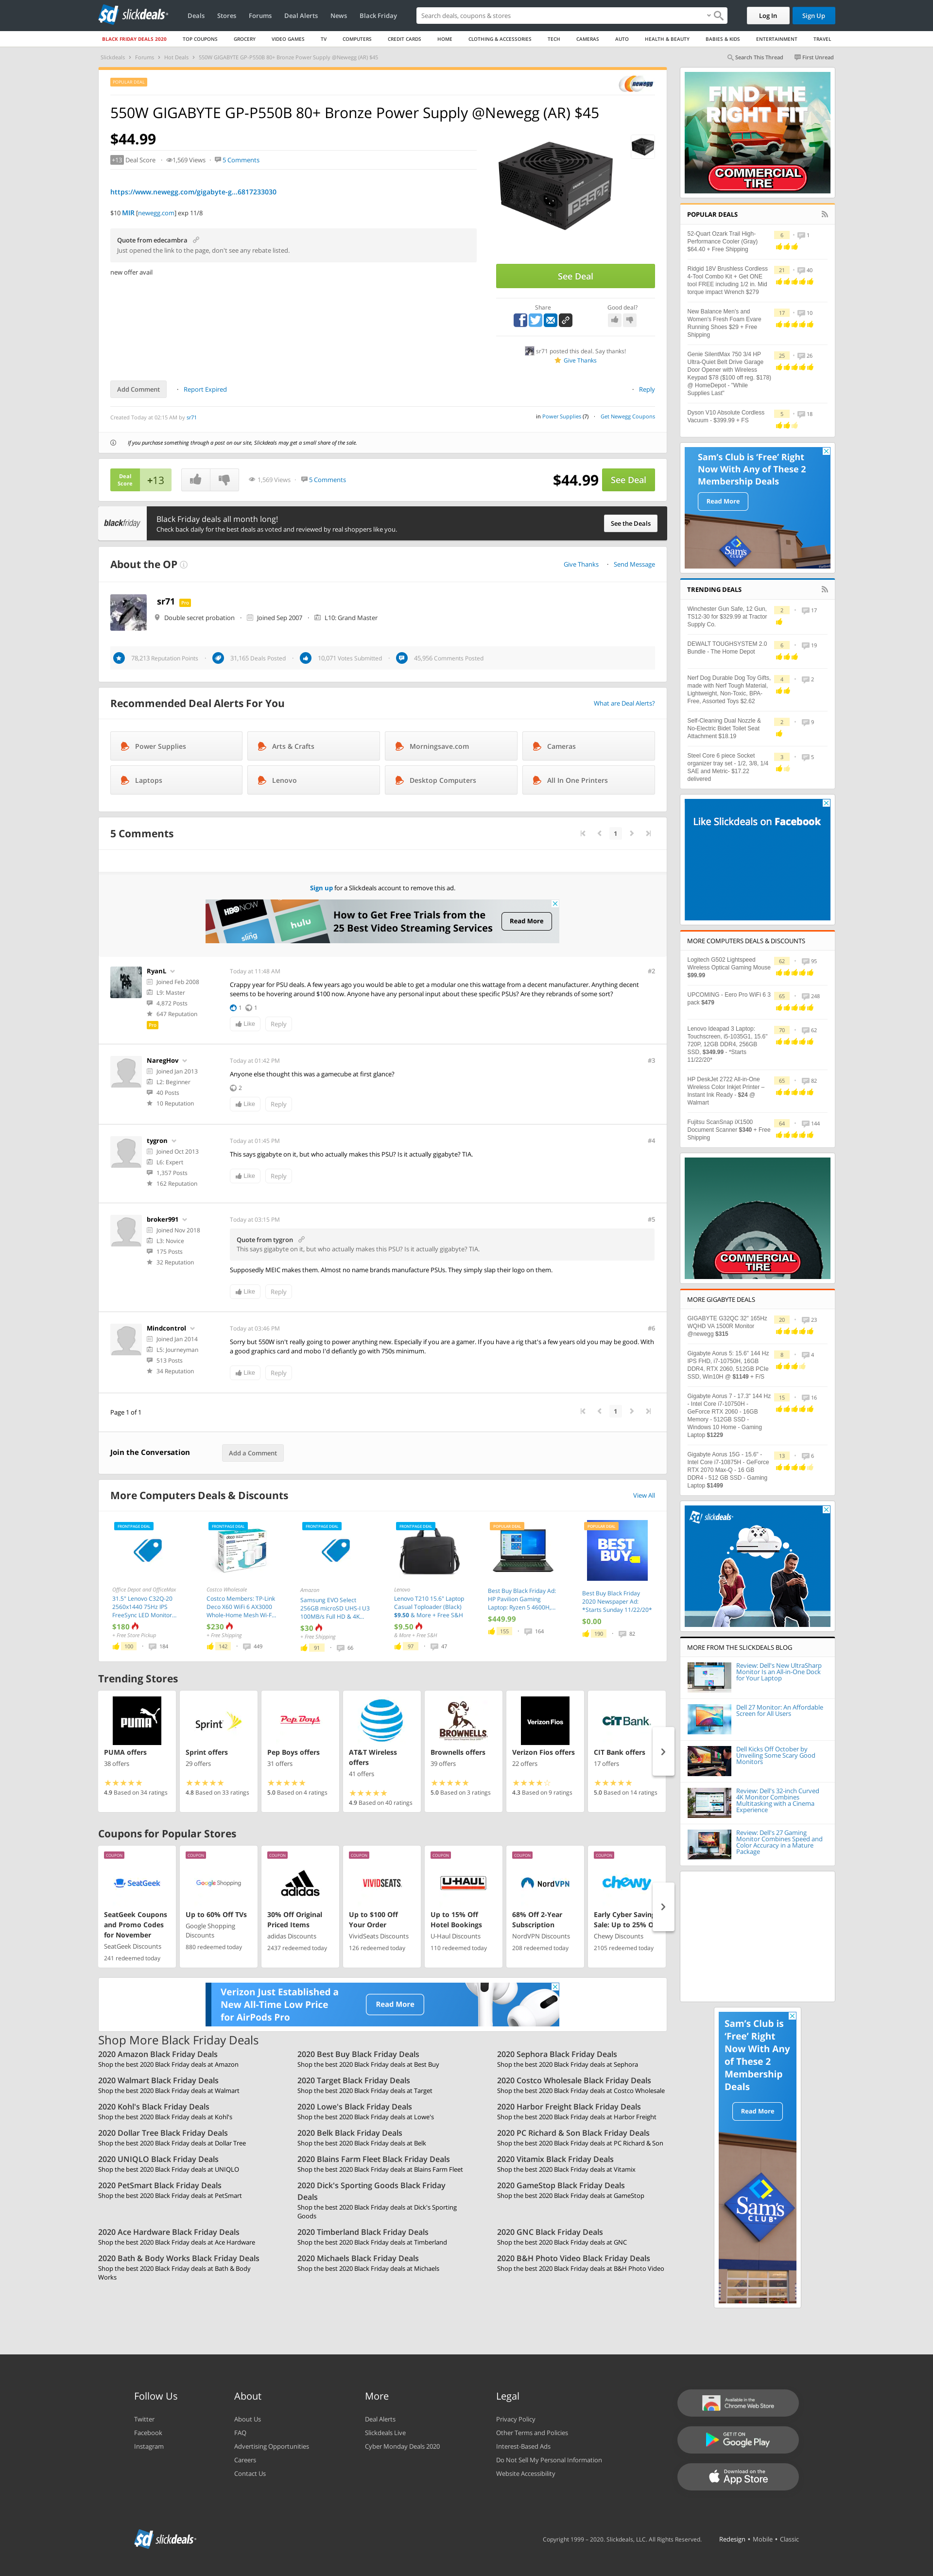 slickdeals
Deals
Stores
Forums
Deal Alerts
News
Black Friday
Search deals, coupons & stores
Log In
Sign Up
BLACK FRIDAY DEALS 2020
TOP COUPONS
GROCERY
VIDEO GAMES
TV
COMPUTERS
CREDIT CARDS
HOME
CLOTHING & ACCESSORIES
TECH
CAMERAS
AUTO
HEALTH & BEAUTY
BABIES & KIDS
ENTERTAINMENT
TRAVEL
Slickdeals > Forums > Hot Deals > 550W GIGABYTE GP-P550B 80+ Bronze Power Supply @Newegg (AR) $45
Search This Thread
First Unread
POPULAR DEAL
newegg
550W GIGABYTE GP-P550B 80+ Bronze Power Supply @Newegg (AR) $45
$44.99
+13 Deal Score
1,569 Views
5 Comments
https://www.newegg.com/gigabyte-g...6817233030
$10 MIR [newegg.com] exp 11/8
Quote from edecambra
Just opened the link to the page, don't see any rebate listed.
new offer avail
See Deal
Share
Good deal?
sr71 posted this deal. Say thanks!
Give Thanks
Add Comment
Report Expired
Reply
Created Today at 02:15 AM by sr71
in Power Supplies (7)
Get Newegg Coupons
If you purchase something through a post on our site, Slickdeals may get a small share of the sale.
Deal Score
+13
1,569 Views
5 Comments
$44.99
See Deal
blackfriday
Black Friday deals all month long!
Check back daily for the best deals as voted and reviewed by real shoppers like you.
See the Deals
About the OP
Give Thanks
Send Message
sr71
Pro
Double secret probation
Joined Sep 2007
L10: Grand Master
78,213 Reputation Points
31,165 Deals Posted
10,071 Votes Submitted
45,956 Comments Posted
Recommended Deal Alerts For You
What are Deal Alerts?
Power Supplies
Arts & Crafts
Morningsave.com
Cameras
Laptops
Lenovo
Desktop Computers
All In One Printers
5 Comments
1
Sign up for a Slickdeals account to remove this ad.
HBO NOW
sling
hulu
How to Get Free Trials from the
25 Best Video Streaming Services
Read More
RyanL
Joined Feb 2008
L9: Master
4,872 Posts
647 Reputation
Pro
Today at 11:48 AM
#2
Crappy year for PSU deals. A few years ago you would be able to get a new modular one this wattage from a decent manufacturer. Anything decent
seems to be hovering around $100 now. Anyone have any personal input about these specific PSUs? Are they rebrands of some sort?
1
1
Like
Reply
NaregHov
Joined Jan 2013
L2: Beginner
40 Posts
10 Reputation
Today at 01:42 PM
#3
Anyone else thought this was a gamecube at first glance?
2
Like
Reply
tygron
Joined Oct 2013
L6: Expert
1,357 Posts
162 Reputation
Today at 01:45 PM
#4
This says gigabyte on it, but who actually makes this PSU? Is it actually gigabyte? TIA.
Like
Reply
broker991
Joined Nov 2018
L3: Novice
175 Posts
32 Reputation
Today at 03:15 PM
#5
Quote from tygron
This says gigabyte on it, but who actually makes this PSU? Is it actually gigabyte? TIA.
Supposedly MEIC makes them. Almost no name brands manufacture PSUs. They simply slap their logo on them.
Like
Reply
Mindcontrol
Joined Jan 2014
L5: Journeyman
513 Posts
34 Reputation
Today at 03:46 PM
#6
Sorry but 550W isn't really going to power anything new. Especially if you are a gamer. If you have a rig that's a few years old you may be good. With
a good graphics card and mobo I'd defiantly go with 750s minimum.
Like
Reply
Page 1 of 1
1
Join the Conversation
Add a Comment
More Computers Deals & Discounts
View All
FRONTPAGE DEAL
Office Depot and OfficeMax
31.5" Lenovo C32Q-20
2560x1440 75Hz IPS
FreeSync LED Monitor...
$180
+ Free Store Pickup
100
184
FRONTPAGE DEAL
Costco Wholesale
Costco Members: TP-Link
Deco X60 WiFi 6 AX3000
Whole-Home Mesh Wi-F...
$230
+ Free Shipping
142
449
FRONTPAGE DEAL
Amazon
Samsung EVO Select
256GB microSD UHS-I U3
100MB/s Full HD & 4K...
$30
+ Free Shipping
91
66
FRONTPAGE DEAL
Lenovo
Lenovo T210 15.6" Laptop
Casual Toploader (Black)
$9.50 & More + Free S&H
$9.50
& More + Free S&H
97
47
POPULAR DEAL
Best Buy Black Friday Ad:
HP Pavilion Gaming
Laptop: Ryzen 5 4600H,...
$449.99
155
164
POPULAR DEAL
BEST BUY
Best Buy Black Friday
2020 Newspaper Ad:
*Starts Sunday 11/22/20*
$0.00
190
82
Trending Stores
PUMA
PUMA offers
38 offers
4.9 Based on 34 ratings
Sprint
Sprint offers
29 offers
4.8 Based on 33 ratings
Pep Boys
Pep Boys offers
31 offers
5.0 Based on 4 ratings
AT&T Wireless
offers
41 offers
4.9 Based on 40 ratings
BROWNELLS
Brownells offers
39 offers
5.0 Based on 3 ratings
Verizon Fios
Verizon Fios offers
22 offers
4.3 Based on 9 ratings
CIT Bank
CIT Bank offers
14 offers
5.0 Based on 14 ratings
Coupons for Popular Stores
COUPON
SeatGeek
SeatGeek Coupons
and Promo Codes
for November
SeatGeek Discounts
241 redeemed today
COUPON
Google Shopping
Up to 60% Off TVs
Google Shopping
Discounts
880 redeemed today
COUPON
adidas
30% Off Original
Priced Items
adidas Discounts
2437 redeemed today
COUPON
VIVIDSEATS
Up to $100 Off
Your Order
VividSeats Discounts
126 redeemed today
COUPON
U-HAUL
Up to 15% Off
Hotel Bookings
U-Haul Discounts
110 redeemed today
COUPON
NordVPN
68% Off 2-Year
Subscription
NordVPN Discounts
208 redeemed today
COUPON
chewy
Early Cyber Saving
Sale: Up to 25% O
Chewy Discounts
2105 redeemed today
Verizon Just Established a
New All-Time Low Price
for AirPods Pro
Read More
Shop More Black Friday Deals
2020 Amazon Black Friday Deals
Shop the best 2020 Black Friday deals at Amazon
2020 Best Buy Black Friday Deals
Shop the best 2020 Black Friday deals at Best Buy
2020 Sephora Black Friday Deals
Shop the best 2020 Black Friday deals at Sephora
2020 Walmart Black Friday Deals
Shop the best 2020 Black Friday deals at Walmart
2020 Target Black Friday Deals
Shop the best 2020 Black Friday deals at Target
2020 Costco Wholesale Black Friday Deals
Shop the best 2020 Black Friday deals at Costco Wholesale
2020 Kohl's Black Friday Deals
Shop the best 2020 Black Friday deals at Kohl's
2020 Lowe's Black Friday Deals
Shop the best 2020 Black Friday deals at Lowe's
2020 Harbor Freight Black Friday Deals
Shop the best 2020 Black Friday deals at Harbor Freight
2020 Dollar Tree Black Friday Deals
Shop the best 2020 Black Friday deals at Dollar Tree
2020 Belk Black Friday Deals
Shop the best 2020 Black Friday deals at Belk
2020 PC Richard & Son Black Friday Deals
Shop the best 2020 Black Friday deals at PC Richard & Son
2020 UNIQLO Black Friday Deals
Shop the best 2020 Black Friday deals at UNIQLO
2020 Blains Farm Fleet Black Friday Deals
Shop the best 2020 Black Friday deals at Blains Farm Fleet
2020 Vitamix Black Friday Deals
Shop the best 2020 Black Friday deals at Vitamix
2020 PetSmart Black Friday Deals
Shop the best 2020 Black Friday deals at PetSmart
2020 Dick's Sporting Goods Black Friday
Deals
Shop the best 2020 Black Friday deals at Dick's Sporting
Goods
2020 GameStop Black Friday Deals
Shop the best 2020 Black Friday deals at GameStop
2020 Ace Hardware Black Friday Deals
Shop the best 2020 Black Friday deals at Ace Hardware
2020 Timberland Black Friday Deals
Shop the best 2020 Black Friday deals at Timberland
2020 GNC Black Friday Deals
Shop the best 2020 Black Friday deals at GNC
2020 Bath & Body Works Black Friday Deals
Shop the best 2020 Black Friday deals at Bath & Body
Works
2020 Michaels Black Friday Deals
Shop the best 2020 Black Friday deals at Michaels
2020 B&H Photo Video Black Friday Deals
Shop the best 2020 Black Friday deals at B&H Photo Video
FIND THE
RIGHT FIT
COMMERCIAL
TIRE
POPULAR DEALS
52-Quart Ozark Trail High-
Performance Cooler (Gray)
$64.40 + Free Shipping
6
1
Ridgid 18V Brushless Cordless
4-Tool Combo Kit + Get ONE
tool FREE including 1/2 in. Mid
torque impact Wrench $279
21
40
New Balance Men's and
Women's Fresh Foam Evare
Running Shoes $29 + Free
Shipping
17
10
Genie SilentMax 750 3/4 HP
Ultra-Quiet Belt Drive Garage
Door Opener with Wireless
Keypad $78 ($100 off reg. $178)
@ HomeDepot - "While
Supplies Last"
25
26
Dyson V10 Absolute Cordless
Vacuum - $399.99 + FS
5
18
Sam's Club is 'Free' Right
Now With Any of These 2
Membership Deals
Read More
Sam's
CLUB
TRENDING DEALS
Winchester Gun Safe, 12 Gun,
TS12-30 for $329.99 at Tractor
Supply Co.
2
17
DEWALT TOUGHSYSTEM 2.0
Bundle - The Home Depot
6
19
Nerf Dog Durable Dog Toy Gifts,
made with Nerf Tough Material,
Lightweight, Non-Toxic, BPA-
Free, Assorted Toys $2.62
4
2
Self-Cleaning Dual Nozzle &
No-Electric Bidet Toilet Seat
Attachment $18.19
2
9
Steel Core 6 piece Socket
organizer tray set - 1/2, 3/8, 1/4
SAE and Metric- $17.22
delivered
3
5
Like Slickdeals on Facebook
MORE COMPUTERS DEALS & DISCOUNTS
Logitech G502 Lightspeed
Wireless Optical Gaming Mouse
$99.99
62
95
UPCOMING - Eero Pro WiFi 6 3
pack $479
65
248
Lenovo Ideapad 3 Laptop:
Touchscreen, i5-1035G1, 15.6"
720P, 12GB DDR4, 256GB
SSD, $349.99 - *Starts
11/22/20*
70
62
HP DeskJet 2722 All-in-One
Wireless Color Inkjet Printer –
Instant Ink Ready - $24 @
Walmart
65
82
Fujitsu ScanSnap iX1500
Document Scanner $340 + Free
Shipping
64
144
COMMERCIAL
TIRE
MORE GIGABYTE DEALS
GIGABYTE G32QC 32" 165Hz
WQHD VA 1500R Monitor
@newegg $315
20
23
Gigabyte Aorus 5: 15.6" 144 Hz
IPS FHD, i7-10750H, 16GB
DDR4, RTX 2060, 512GB PCIe
SSD, Win10H @ $1149 + F/S
8
4
Gigabyte Aorus 7 - 17.3" 144 Hz
- Intel Core i7-10750H -
GeForce RTX 2060 - 16GB
Memory - 512GB SSD -
Windows 10 Home - Gaming
Laptop $1229
15
16
Gigabyte Aorus 15G - 15.6" -
Intel Core i7-10875H - GeForce
RTX 2070 Max-Q - 16 GB
DDR4 - 512 GB SSD - Gaming
Laptop $1499
13
6
slickdeals
MORE FROM THE SLICKDEALS BLOG
Review: Dell's New UltraSharp
Monitor Is an All-in-One Dock
for Your Laptop
Dell 27 Monitor: An Affordable
Screen for All Users
Dell Kicks Off October by
Unveiling Some Scary Good
Monitors
Review: Dell's 32-inch Curved
4K Monitor Combines
Multitasking with a Cinema
Experience
Review: Dell's 27 Gaming
Monitor Combines Speed and
Color Accuracy in a Mature
Package
Sam's Club is
'Free' Right
Now With Any
of These 2
Membership
Deals
Read More
Sam's
CLUB
Follow Us
Twitter
Facebook
Instagram
About
About Us
FAQ
Advertising Opportunities
Careers
Contact Us
More
Deal Alerts
Slickdeals Live
Cyber Monday Deals 2020
Legal
Privacy Policy
Other Terms and Policies
Interest-Based Ads
Do Not Sell My Personal Information
Website Accessibility
Available in the
Chrome Web Store
GET IT ON
Google Play
Download on the
App Store
slickdeals
Copyright 1999 – 2020. Slickdeals, LLC. All Rights Reserved.
Redesign • Mobile • Classic